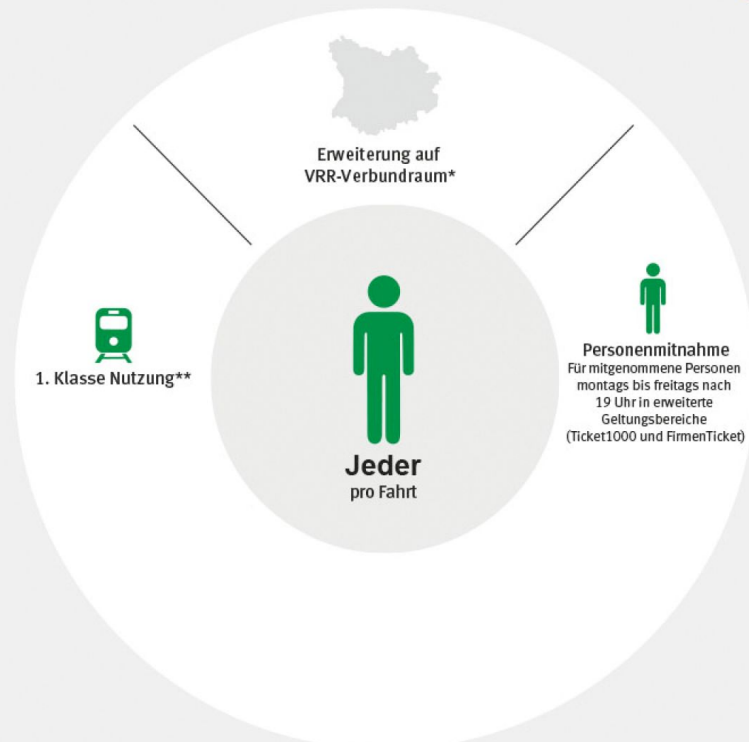 Erweiterung auf
VRR-Verbundraum*
1. Klasse Nutzung**
Jeder
pro Fahrt
Personenmitnahme
Für mitgenommene Personen
montags bis freitags nach
19 Uhr in erweiterte
Geltungsbereiche
(Ticket1000 und FirmenTicket)